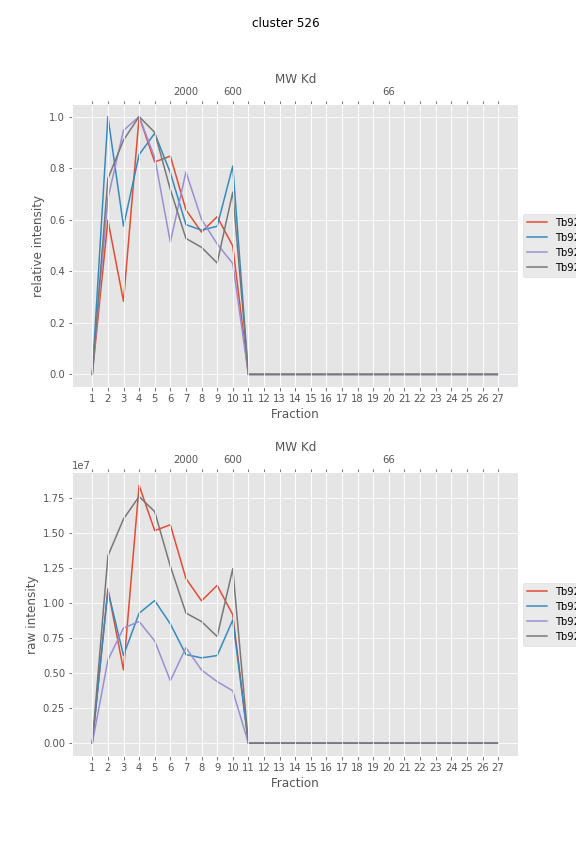 cluster 526
MW Kd
2000 600 66
1.0
0.8
0.6
0.4
0.2
0.0
relative intensity
Tb92
Tb92
Tb92
Tb92
1 2 3 4 5 6 7 8 9 10 11 12 13 14 15 16 17 18 19 20 21 22 23 24 25 26 27
Fraction
MW Kd
1e7 2000 600 66
1.75
1.50
1.25
1.00
0.75
0.50
0.25
0.00
raw intensity
Tb92
Tb92
Tb92
Tb92
1 2 3 4 5 6 7 8 9 10 11 12 13 14 15 16 17 18 19 20 21 22 23 24 25 26 27
Fraction